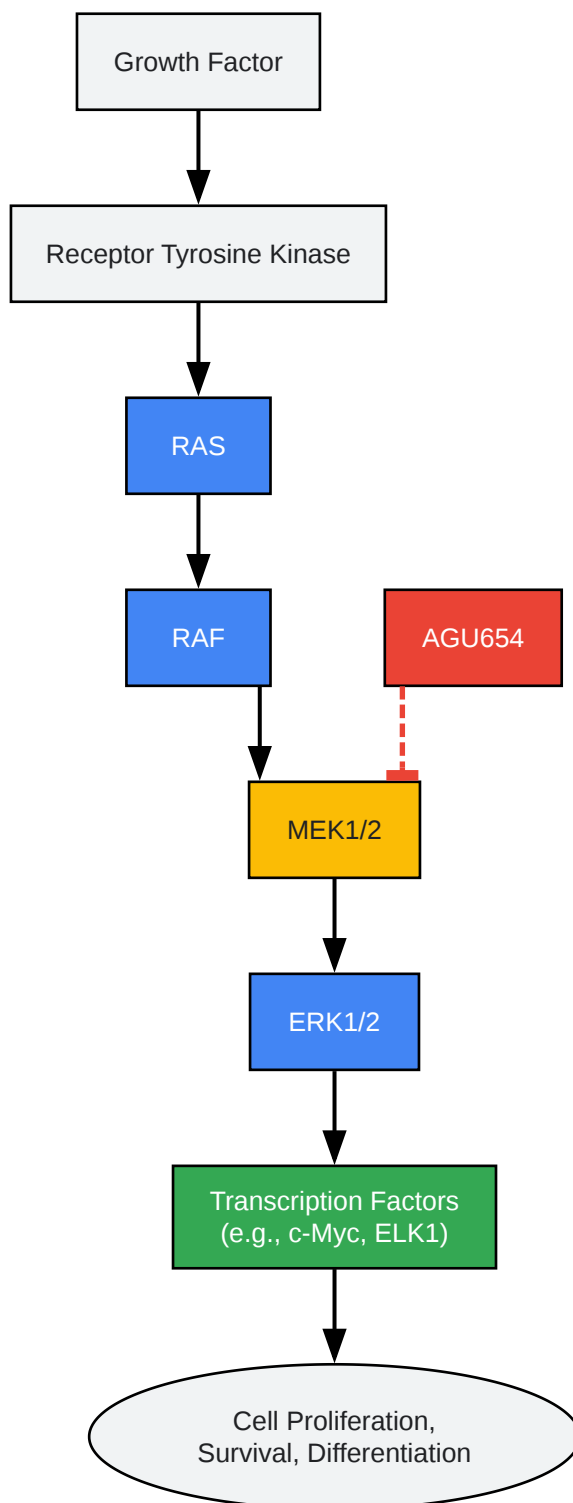 Growth Factor
Receptor Tyrosine Kinase
RAS
RAF
AGU654
MEK1/2
ERK1/2
Transcription Factors
(e.g., c-Myc, ELK1)
Cell Proliferation,
Survival, Differentiation